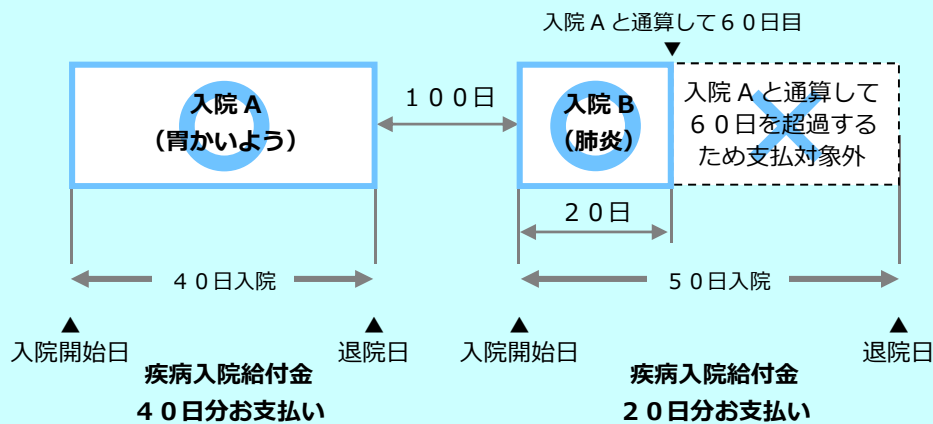 入院 A と通算して６０日目
▼
入院 A
（胃かいよう）
１００日
入院 B
（肺炎）
入院 A と通算して
６０日を超過する
ため支払対象外
２０日
４０日入院
５０日入院
▲ ▲ ▲ ▲
入院開始日 退院日 入院開始日 退院日
疾病入院給付金
４０日分お支払い
疾病入院給付金
２０日分お支払い